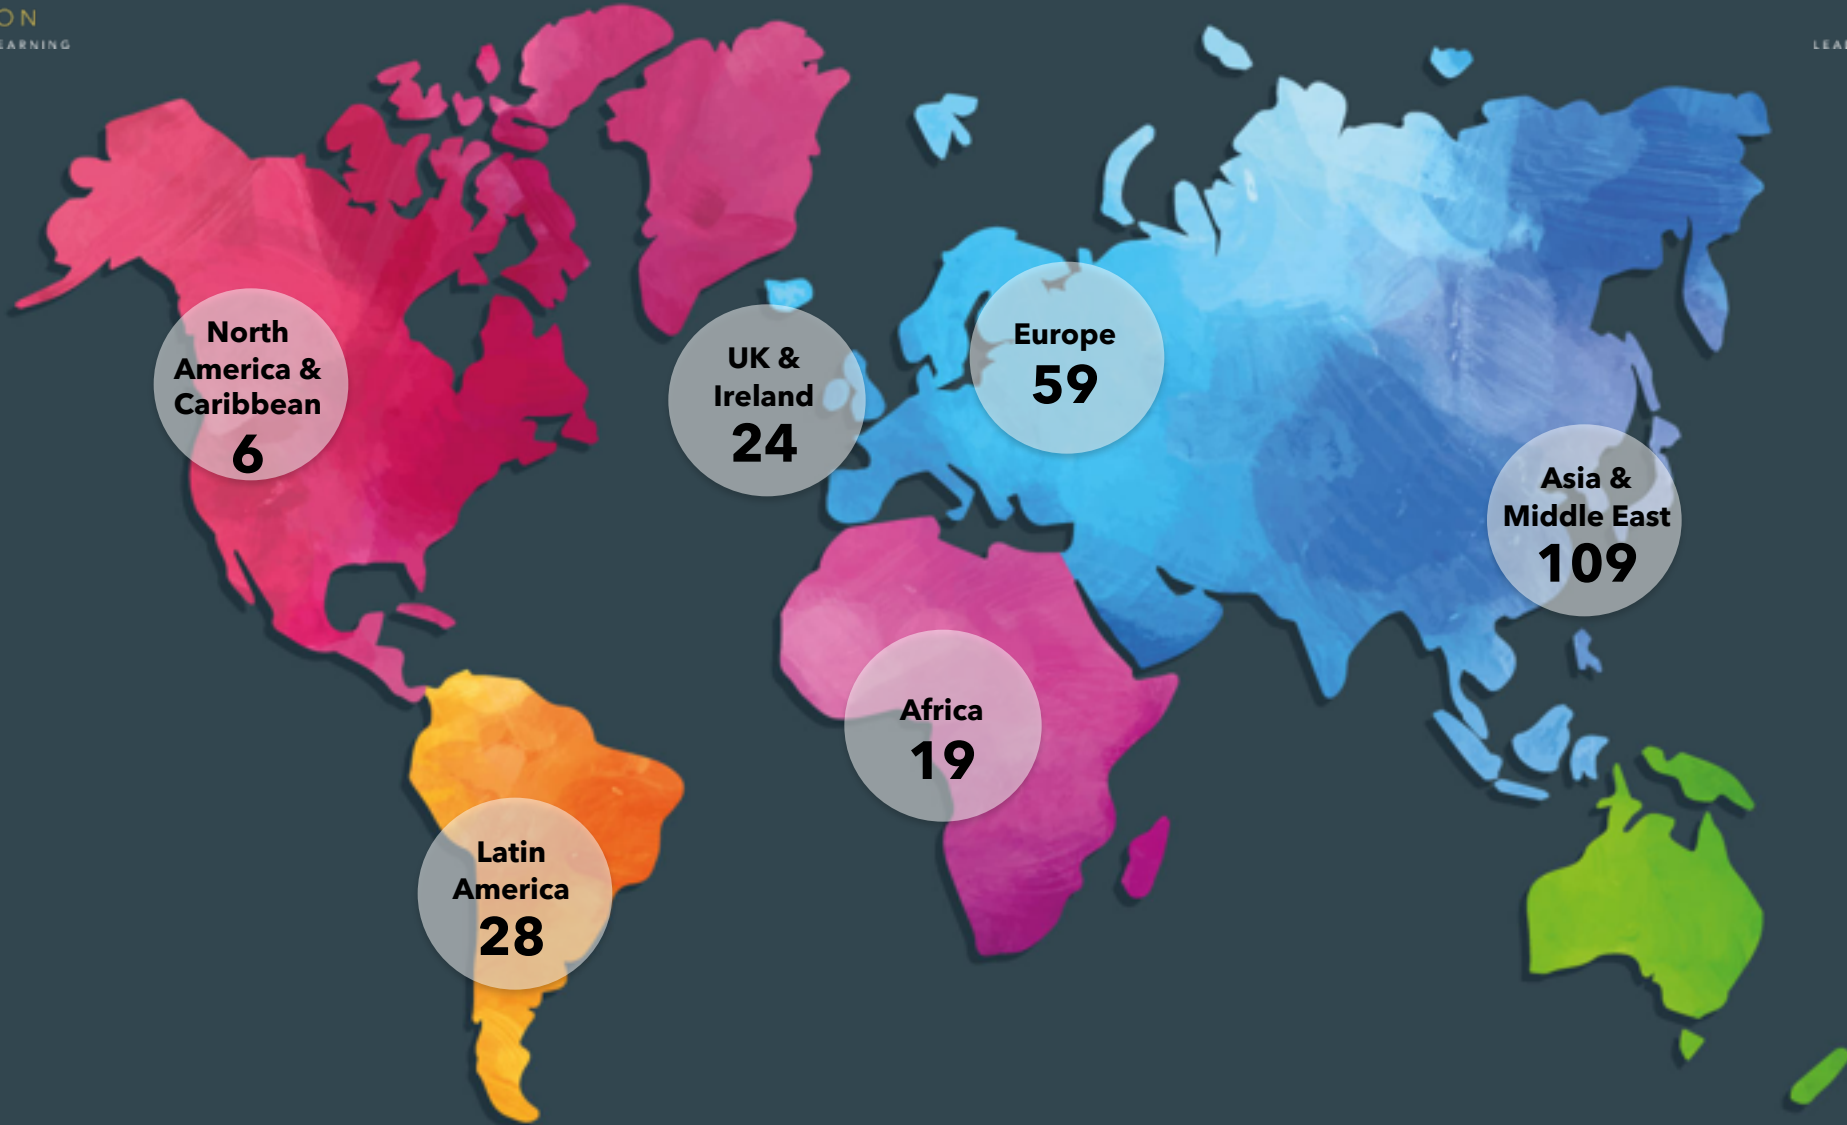 ON
EARNING
LEA
North
America &
Caribbean
6
UK &
Ireland
24
Europe
59
Asia &
Middle East
109
Africa
19
Latin
America
28